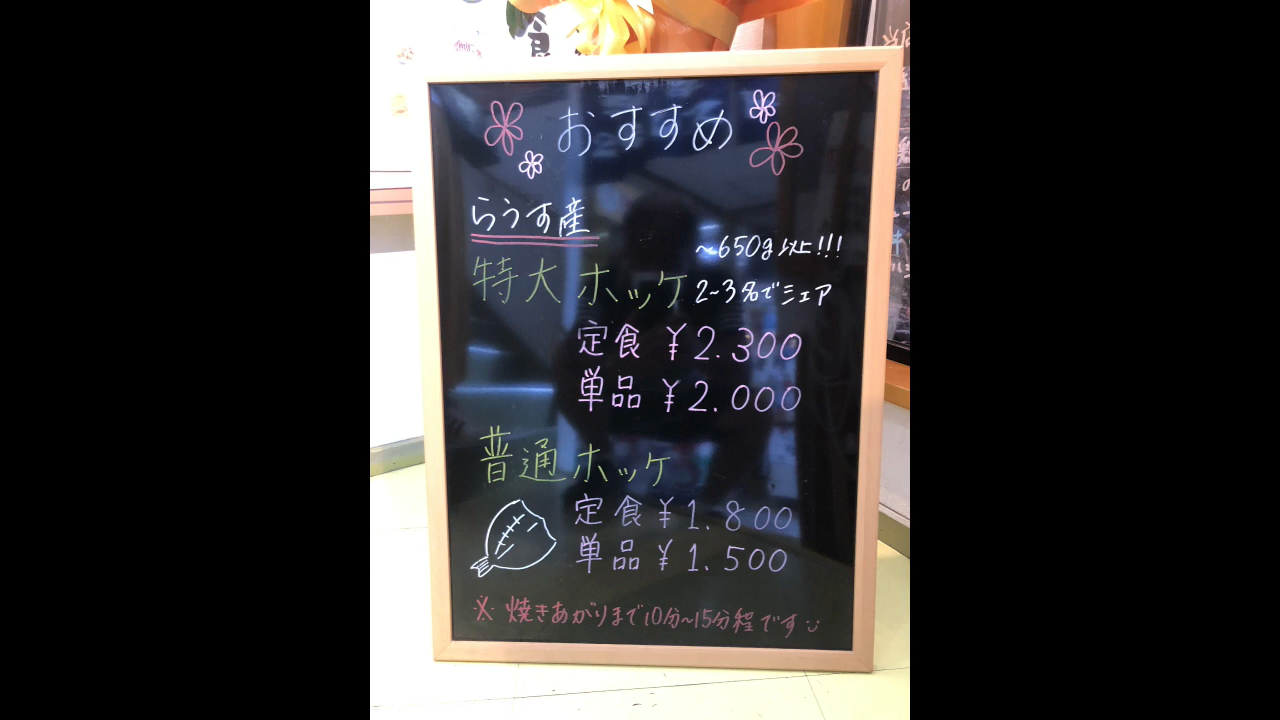 おすすめ
らうす産
~650g以上!!!
特大ホッケ 2~3名でシェア
定食 ¥2.300
単品 ¥2.000
普通ホッケ
定食 ¥1.800
単品 ¥1.500
※焼きあがりまで10分~15分程です